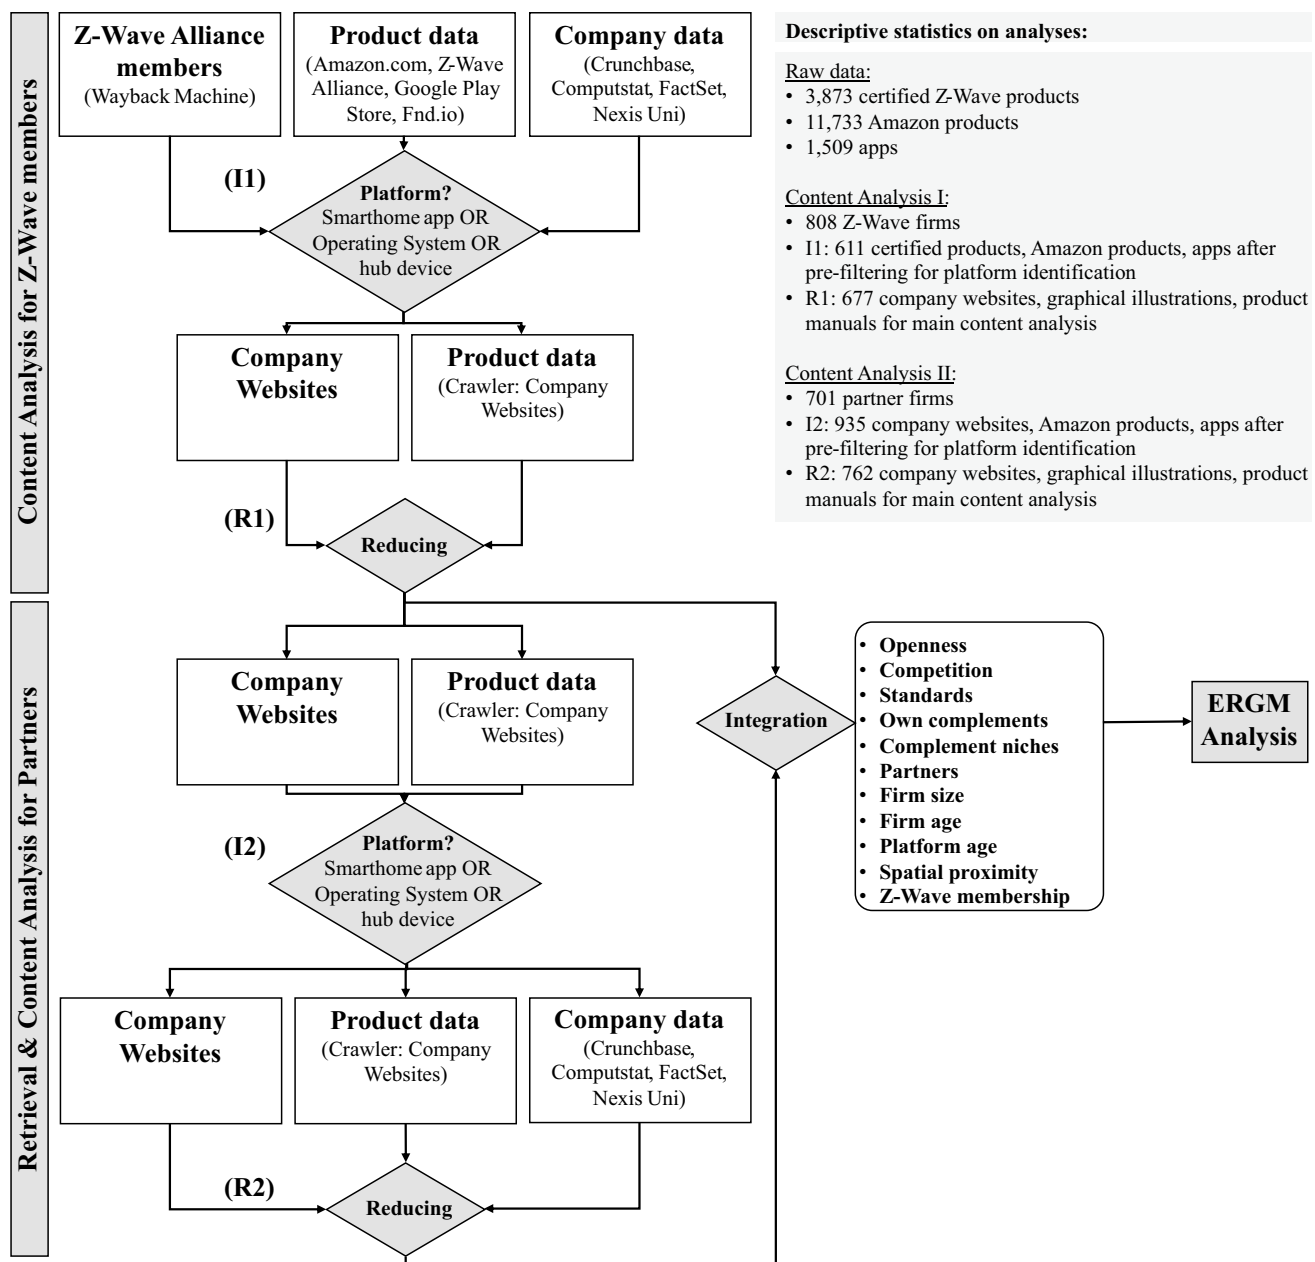 Content Analysis for Z-Wave members
Z-Wave Alliance
members
(Wayback Machine)
Product data
(Amazon.com, Z-Wave
Alliance, Google Play
Store, Fnd.io)
Company data
(Crunchbase,
Computstat, FactSet,
Nexis Uni)
(I1)
Platform?
Smarthome app OR
Operating System OR
hub device
Company
Websites
Product data
(Crawler: Company
Websites)
(R1)
Reducing
Descriptive statistics on analyses:
Raw data:
• 3,873 certified Z-Wave products
• 11,733 Amazon products
• 1,509 apps
Content Analysis I:
• 808 Z-Wave firms
• I1: 611 certified products, Amazon products, apps after
pre-filtering for platform identification
• R1: 677 company websites, graphical illustrations, product
manuals for main content analysis
Content Analysis II:
• 701 partner firms
• I2: 935 company websites, Amazon products, apps after
pre-filtering for platform identification
• R2: 762 company websites, graphical illustrations, product
manuals for main content analysis
Retrieval & Content Analysis for Partners
Company
Websites
Product data
(Crawler: Company
Websites)
(I2)
Platform?
Smarthome app OR
Operating System OR
hub device
Company
Websites
Product data
(Crawler: Company
Websites)
Company data
(Crunchbase,
Computstat, FactSet,
Nexis Uni)
(R2)
Reducing
Integration
• Openness
• Competition
• Standards
• Own complements
• Complement niches
• Partners
• Firm size
• Firm age
• Platform age
• Spatial proximity
• Z-Wave membership
ERGM
Analysis